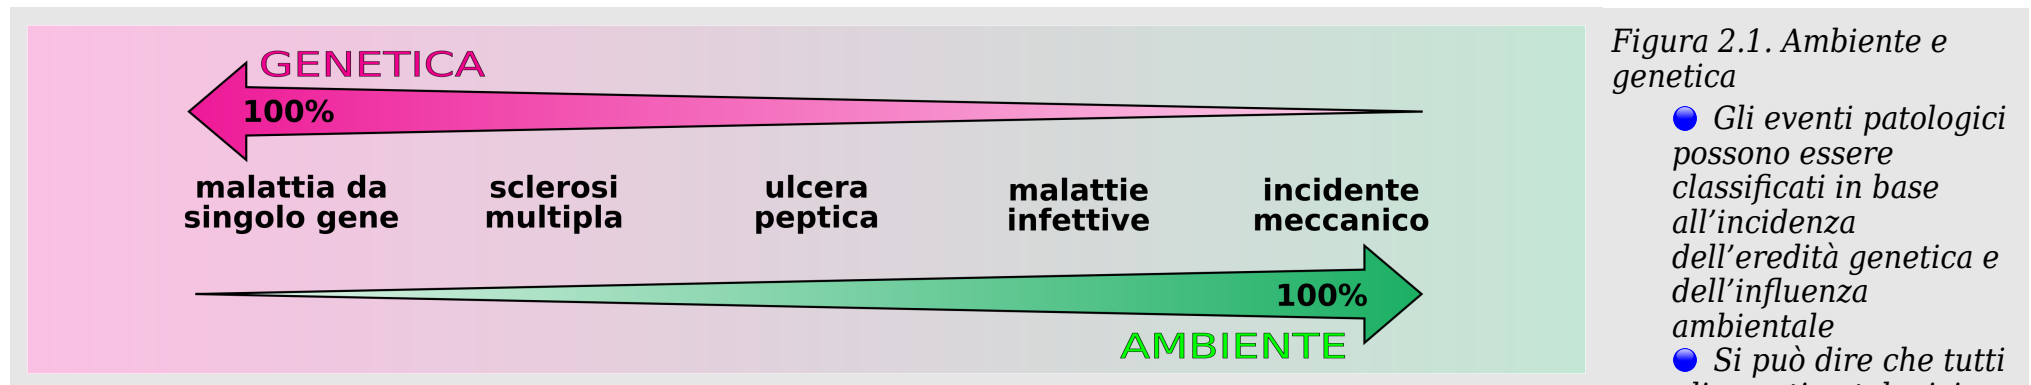 GENETICA
100%
malattia da
singolo gene
sclerosi
multipla
ulcera
peptica
malattie
infettive
incidente
meccanico
100%
AMBIENTE
Figura 2.1. Ambiente e
genetica
Gli eventi patologici
possono essere
classificati in base
all’incidenza
dell’eredità genetica e
dell’influenza
ambientale
Si può dire che tutti